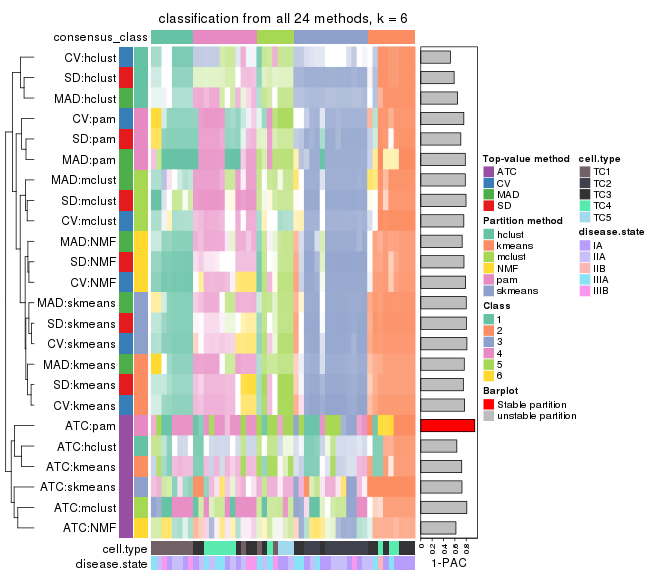 classification from all 24 methods, k = 6
consensus_class
CV:hclust
SD:hclust
MAD:hclust
CV:pam
SD:pam
MAD:pam
MAD:mclust
SD:mclust
CV:mclust
MAD:NMF
SD:NMF
CV:NMF
MAD:skmeans
SD:skmeans
CV:skmeans
MAD:kmeans
SD:kmeans
CV:kmeans
ATC:pam
ATC:hclust
ATC:kmeans
ATC:skmeans
ATC:mclust
ATC:NMF
cell.type
disease.state
0 0.2 0.4 0.6 0.8
1-PAC
Top-value method
ATC
CV
MAD
SD
Partition method
hclust
kmeans
mclust
NMF
pam
skmeans
Class
1
2
3
4
5
6
Barplot
Stable partition
unstable partition
cell.type
TC1
TC2
TC3
TC4
TC5
disease.state
IA
IIA
IIB
IIIA
IIIB